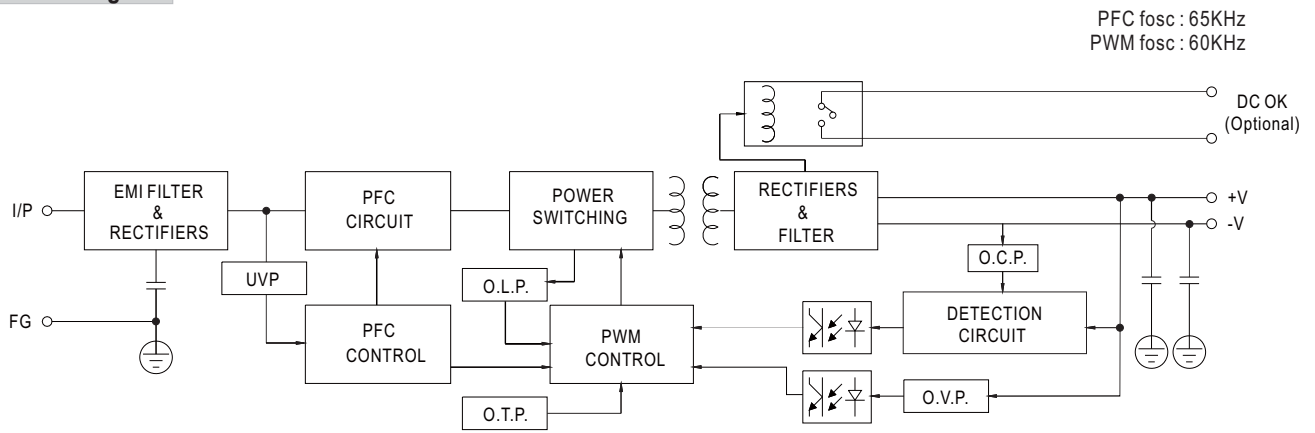 PFC fosc : 65KHz
PWM fosc : 60KHz
DC OK
(Optional)
I/P
EMI FILTER
&
RECTIFIERS
PFC
CIRCUIT
POWER
SWITCHING
RECTIFIERS
&
FILTER
+V
-V
UVP
O.L.P.
O.C.P.
FG
PFC
CONTROL
PWM
CONTROL
DETECTION
CIRCUIT
O.T.P.
O.V.P.